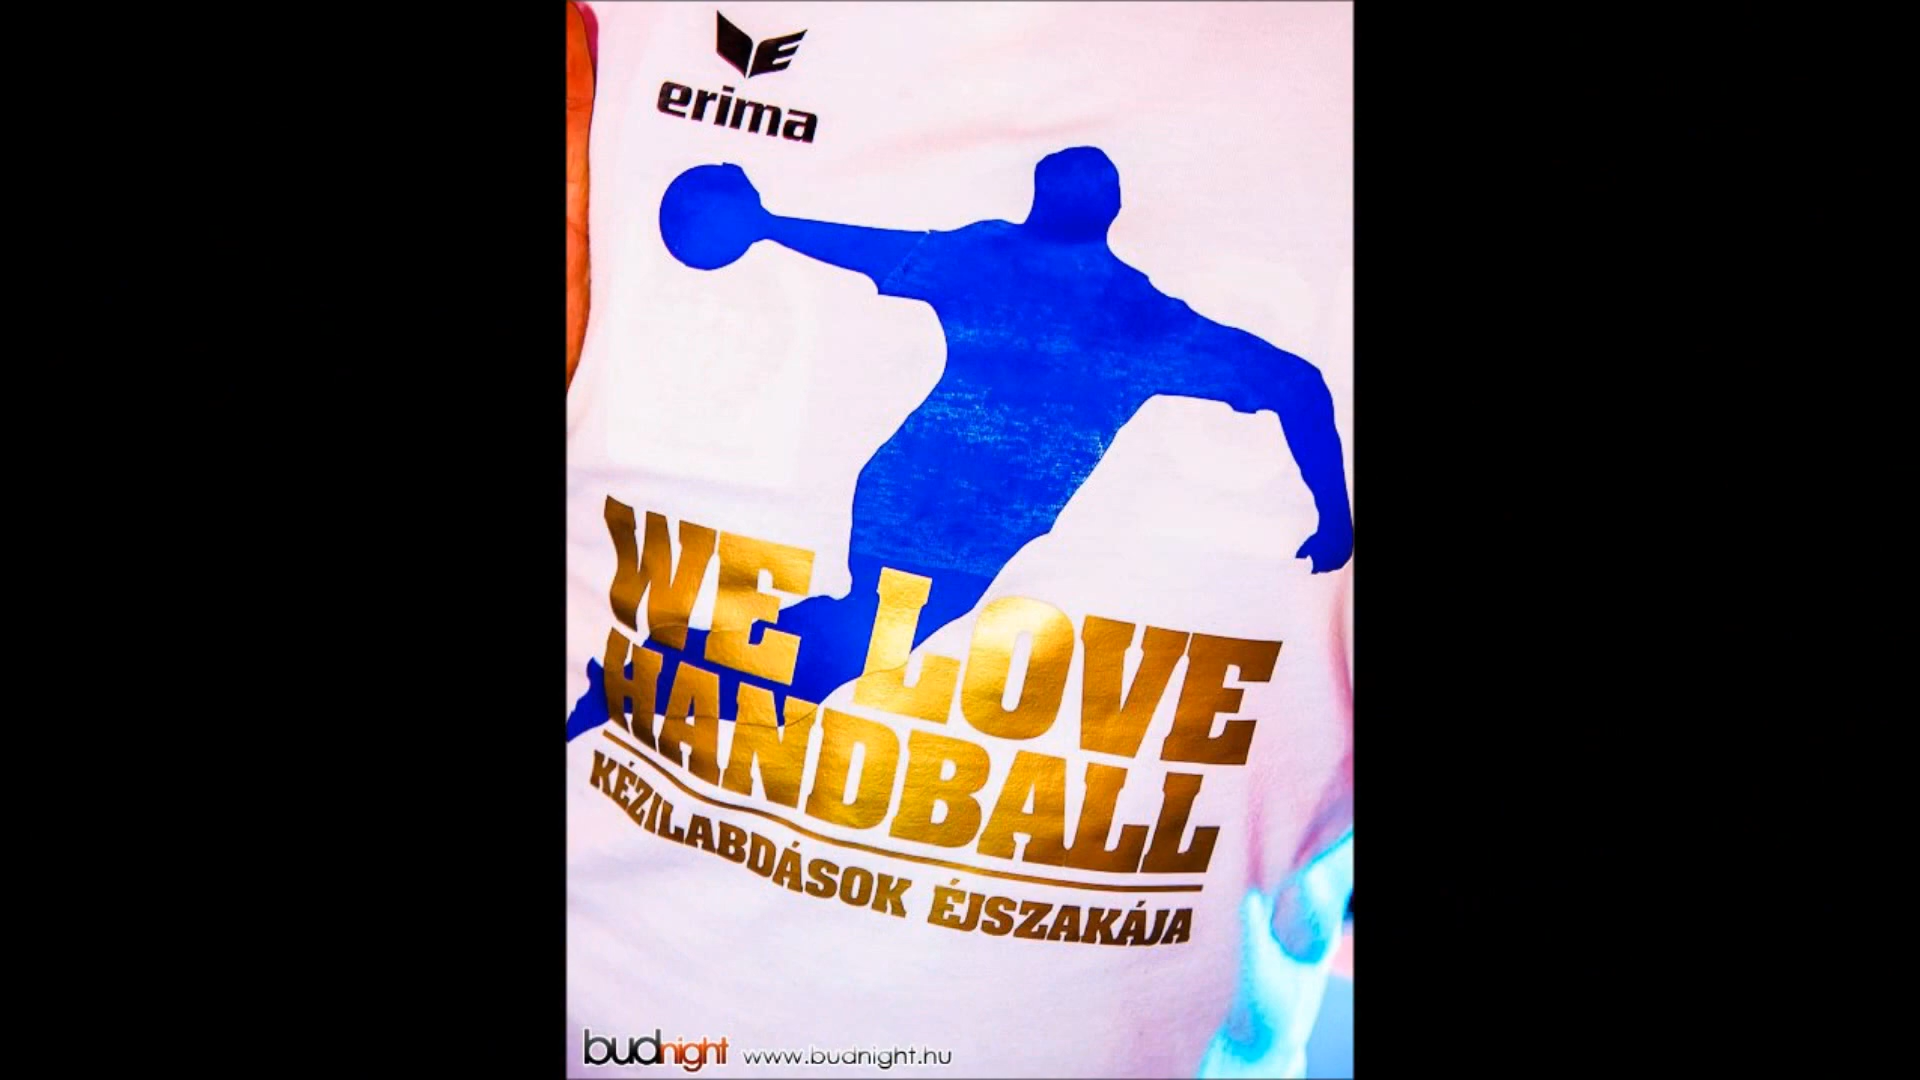 erima
WE LOVE
HANDBALL
KÉZILABDÁSOK ÉJSZAKÁJA
budnight www.budnight.hu